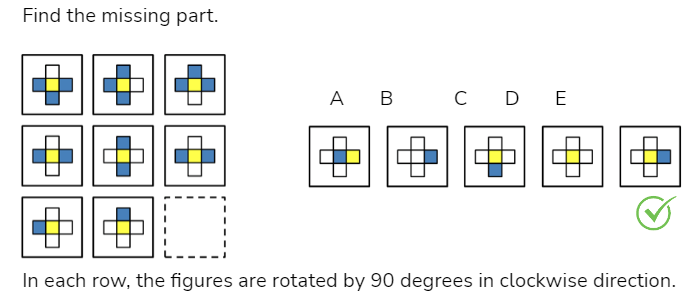 Find the missing part.
A B C D E
In each row, the figures are rotated by 90 degrees in clockwise direction.